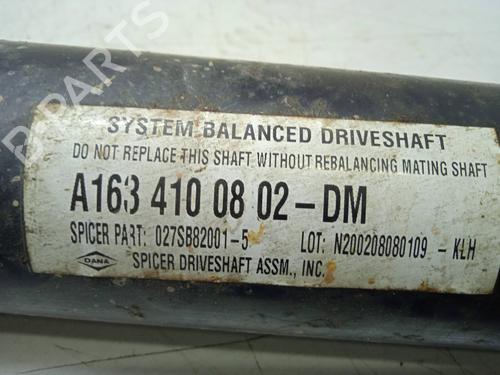 B-PARTS
SYSTEM BALANCED DRIVESHAFT
DO NOT REPLACE THIS SHAFT WITHOUT REBALANCING MATING SHAFT
A163 410 08 02-DM
SPICER PART: 027SB82001-5 LOT: N200208080109 - KLH
DANA SPICER DRIVESHAFT ASSM., INC.